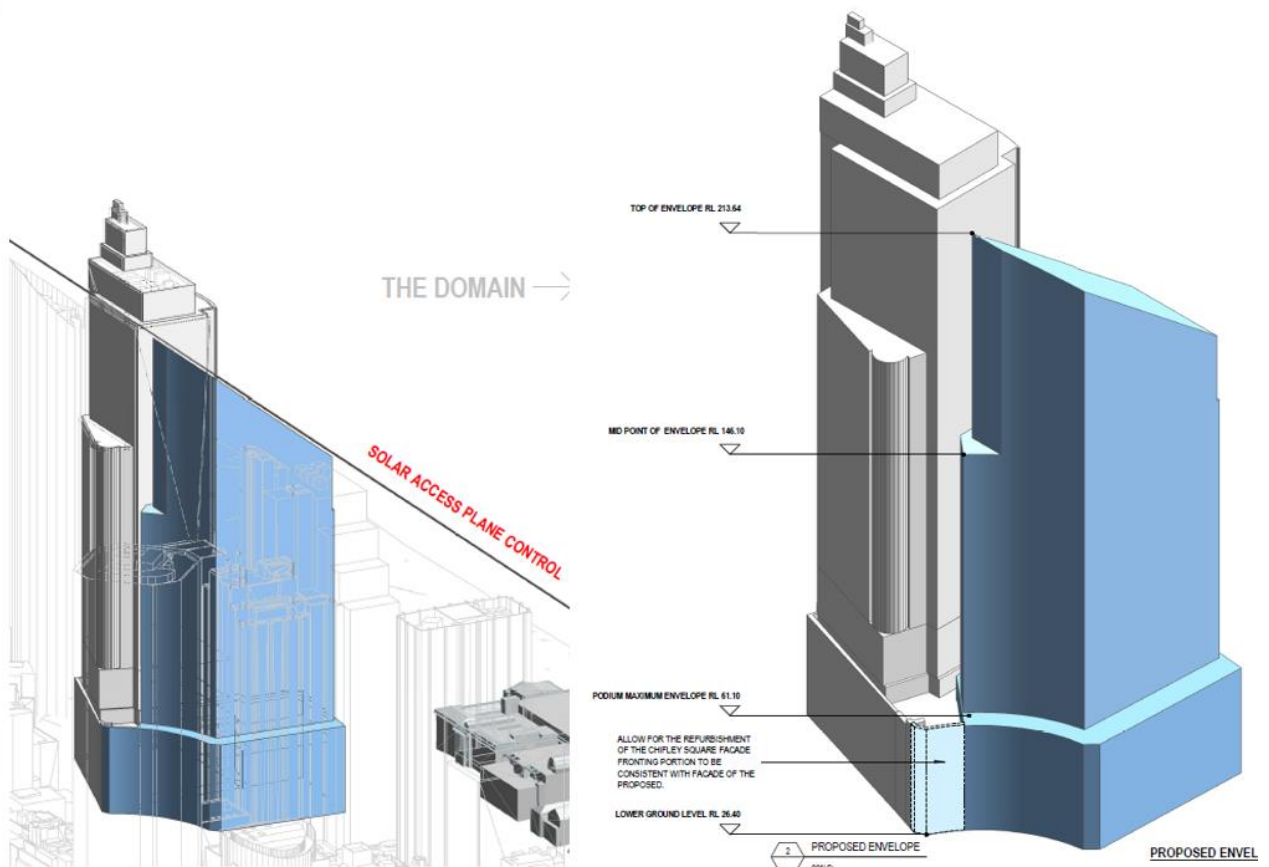 THE DOMAIN
SOLAR ACCESS PLANE CONTROL
TOP OF ENVELOPE RL 213.64
MID POINT OF ENVELOPE RL 146.10
PODIUM MAXIMUM ENVELOPE RL 61.10
ALLOW FOR THE REFURBISHMENT
OF THE CHIFLEY SQUARE FACADE
FRONTING PORTION TO BE
CONSISTENT WITH FACADE OF THE
PROPOSED.
LOWER GROUND LEVEL RL 26.40
2 PROPOSED ENVELOPE
PROPOSED ENVEL